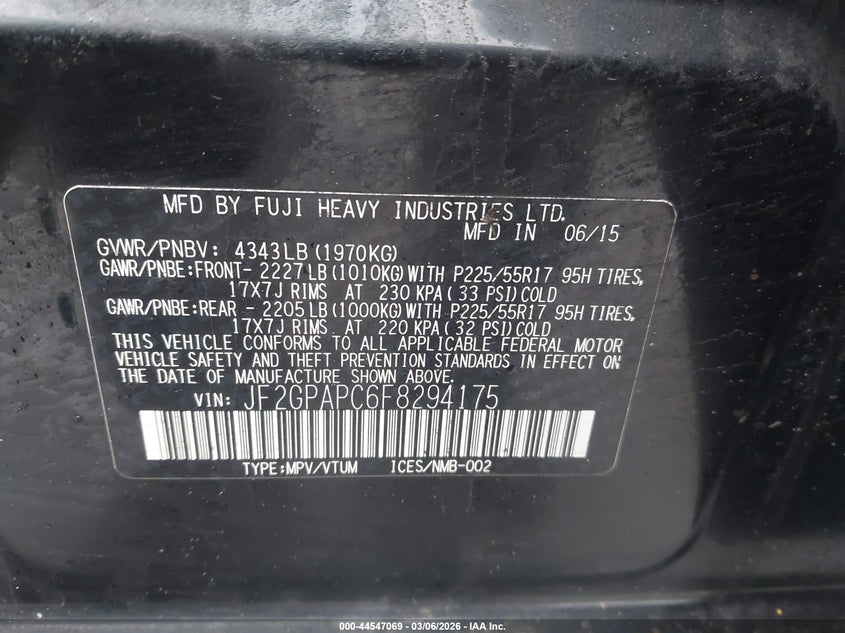 MFD BY FUJI HEAVY INDUSTRIES LTD.
MFD IN 06/15
GVWR/PNBV: 4343LB (1970KG)
GAWR/PNBE:FRONT- 2227LB (1010KG) WITH P225/55R17 95H TIRES,
17X7J RIMS AT 230 KPA (33 PSI) COLD
GAWR/PNBE:REAR - 2205LB (1000KG) WITH P225/55R17 95H TIRES,
17X7J RIMS AT 220 KPA (32 PSI) COLD
THIS VEHICLE CONFORMS TO ALL APPLICABLE FEDERAL MOTOR
VEHICLE SAFETY AND THEFT PREVENTION STANDARDS IN EFFECT ON
THE DATE OF MANUFACTURE SHOWN ABOVE.
VIN: JF2GPAPC6F8294175
TYPE:MPV/VTUM ICES/NMB-002
000-44547069 - 03/06/2026 - IAA Inc.